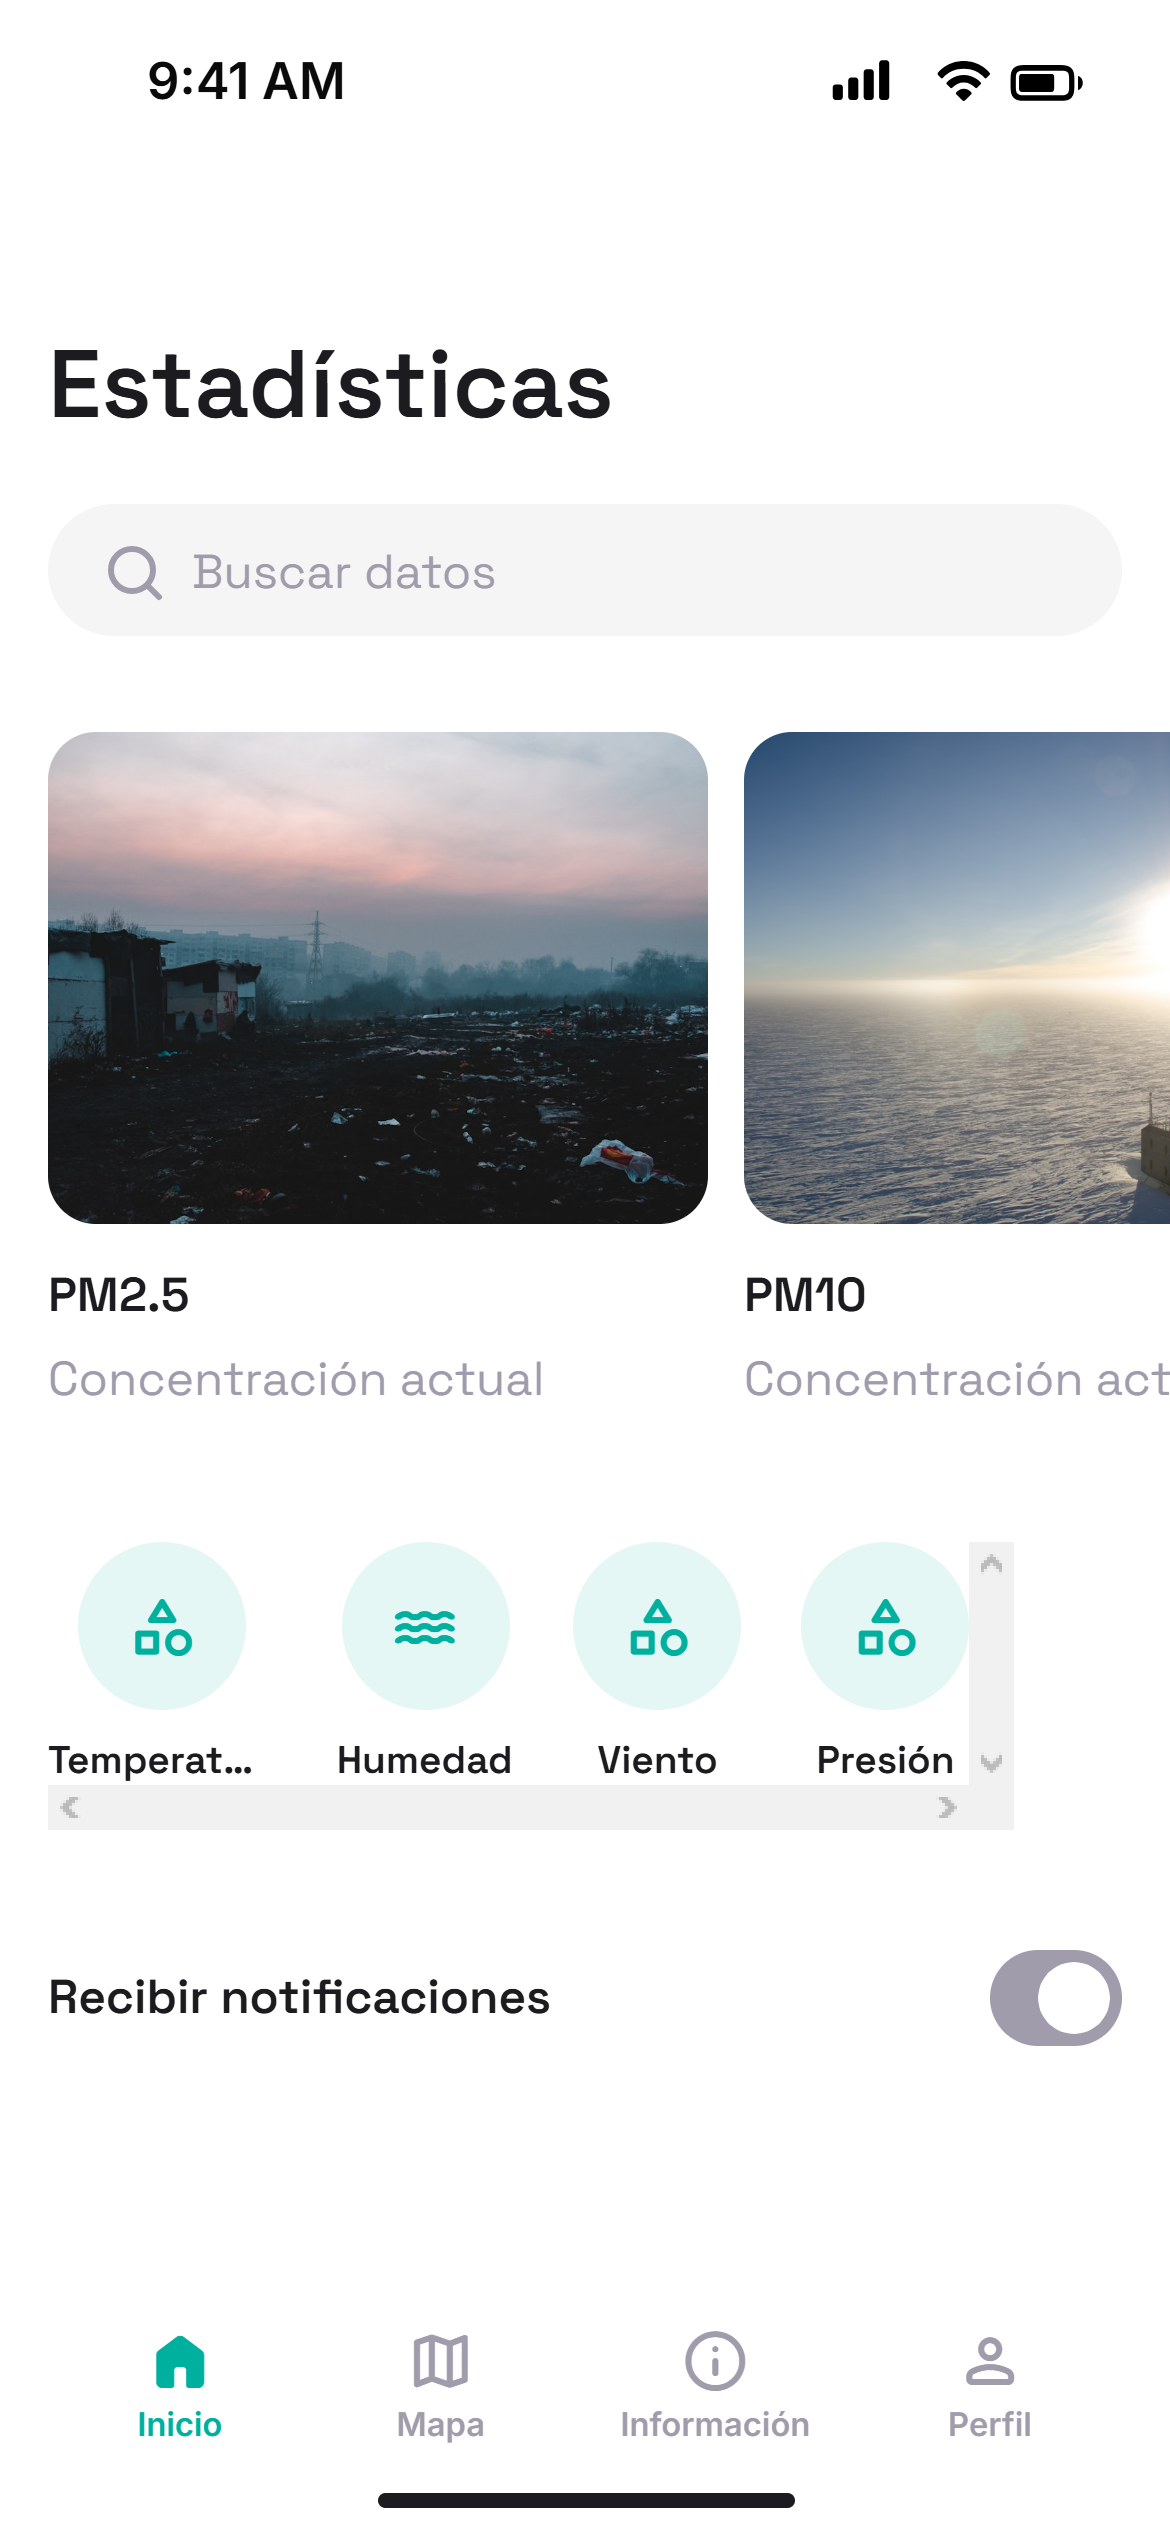 9:41 AM
Estadísticas
Buscar datos
PM2.5
PM10
Concentración actual
Concentración act
Temperat...
Humedad
Viento
Presión
Recibir notificaciones
Inicio
Mapa
Información
Perfil